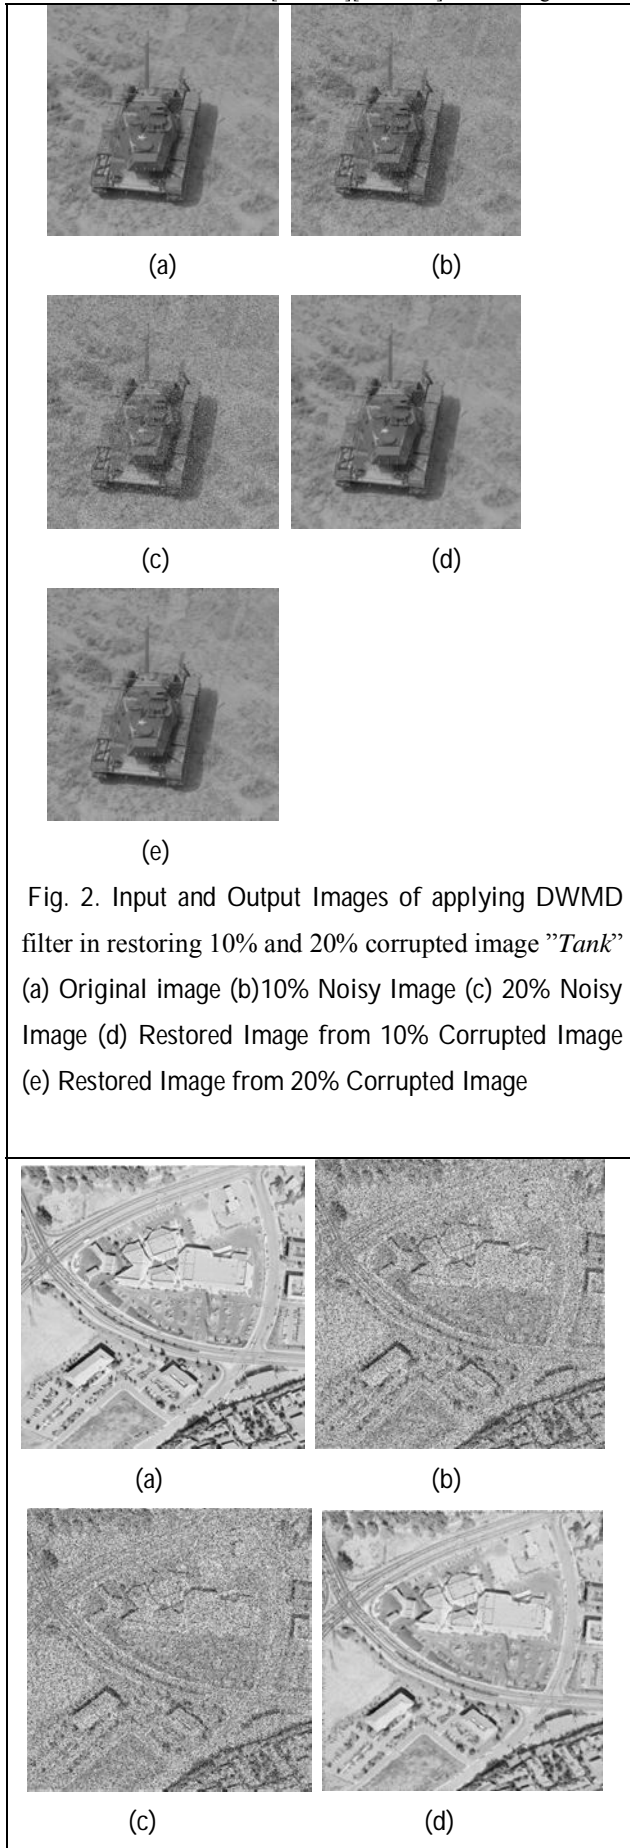 (a)
(b)
(c)
(d)
(e)
Fig. 2. Input and Output Images of applying DWMD
filter in restoring 10% and 20% corrupted image ”Tank”
(a) Original image (b)10% Noisy Image (c) 20% Noisy
Image (d) Restored Image from 10% Corrupted Image
(e) Restored Image from 20% Corrupted Image
(a)
(b)
(c)
(d)